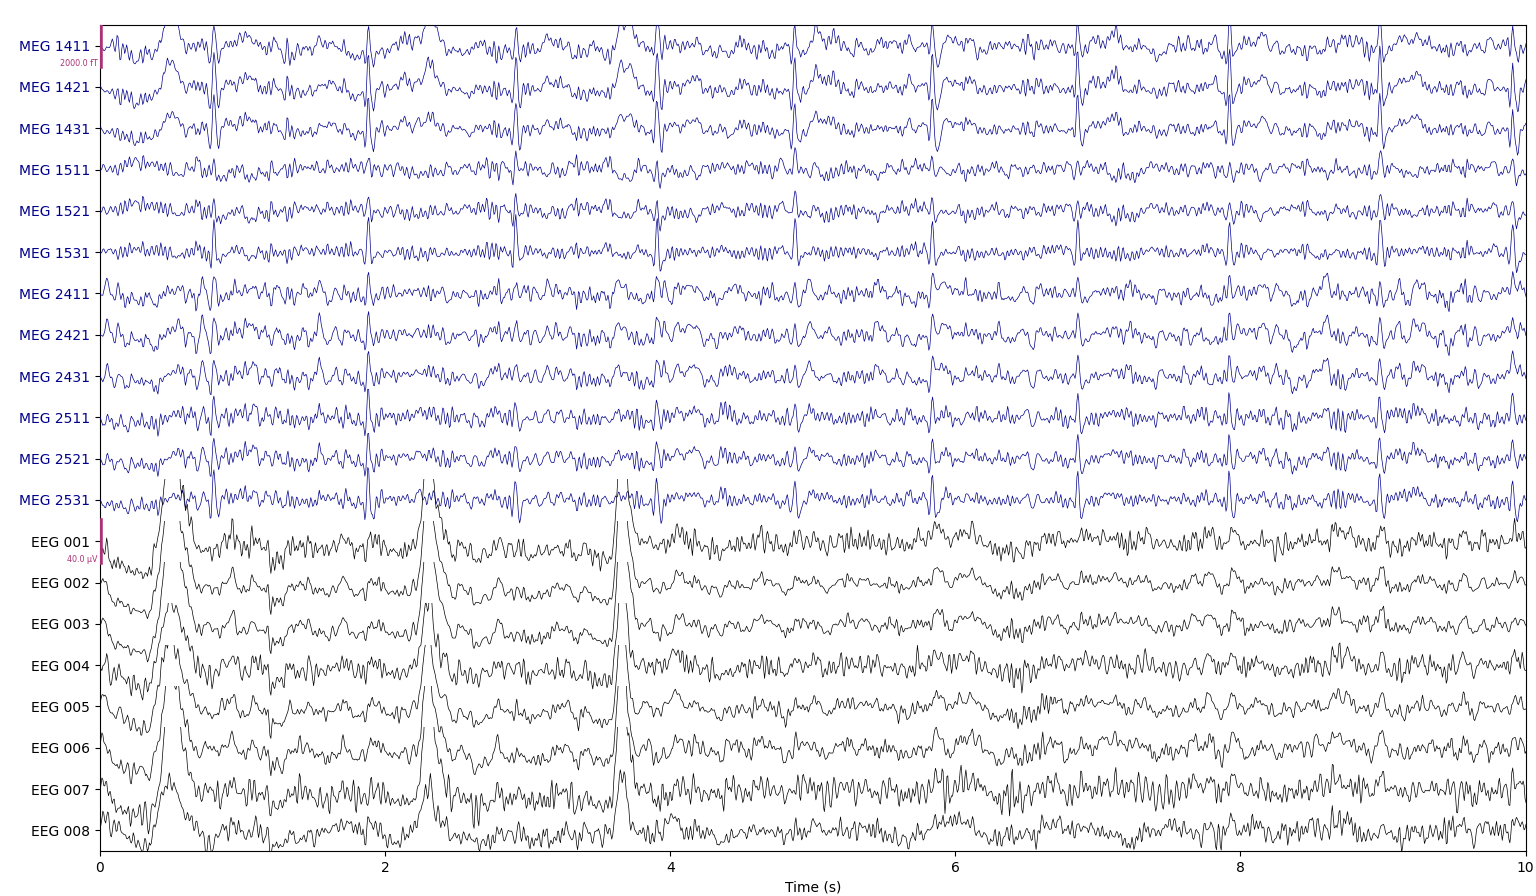 MEG 1411
2000.0 fT
MEG 1421
MEG 1431
MEG 1511
MEG 1521
MEG 1531
MEG 2411
MEG 2421
MEG 2431
MEG 2511
MEG 2521
MEG 2531
EEG 001
40.0 µV
EEG 002
EEG 003
EEG 004
EEG 005
EEG 006
EEG 007
EEG 008
0 2 4 6 8 10
Time (s)